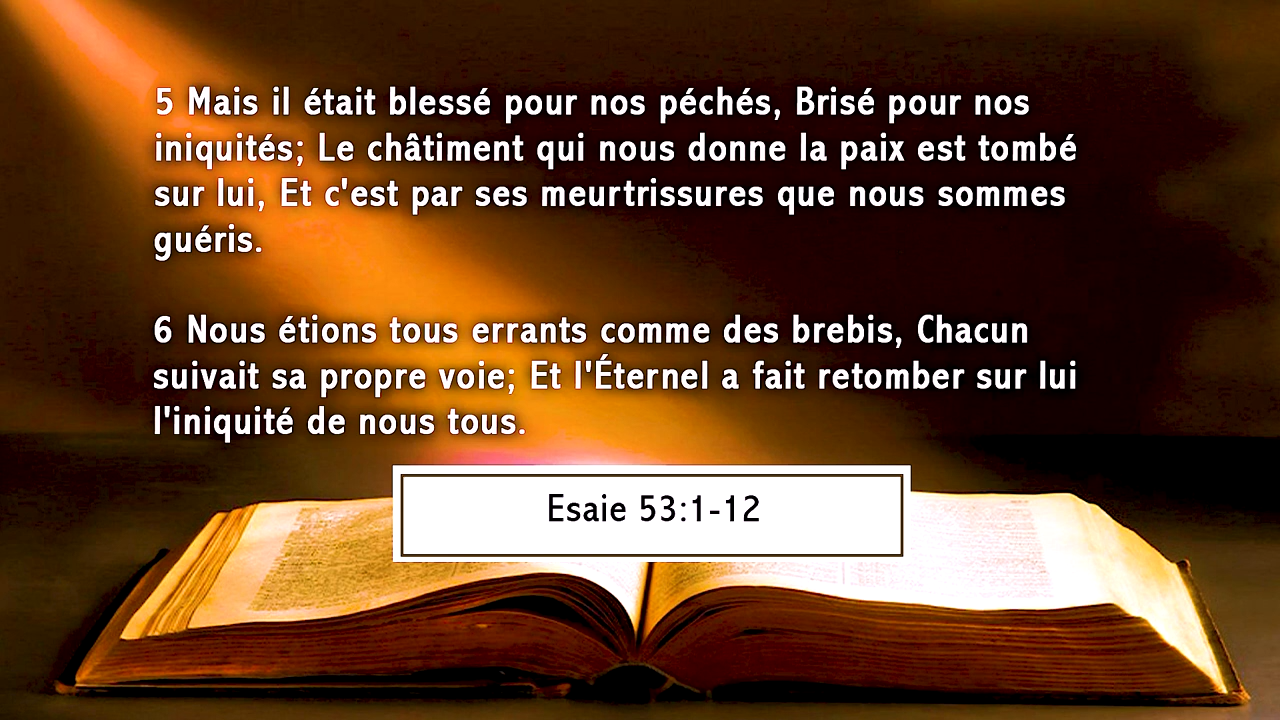 5 Mais il était blessé pour nos péchés, Brisé pour nos
iniquités; Le châtiment qui nous donne la paix est tombé
sur lui, Et c'est par ses meurtrissures que nous sommes
guéris.
6 Nous étions tous errants comme des brebis, Chacun
suivait sa propre voie; Et l'Éternel a fait retomber sur lui
l'iniquité de nous tous.
Esaie 53:1-12